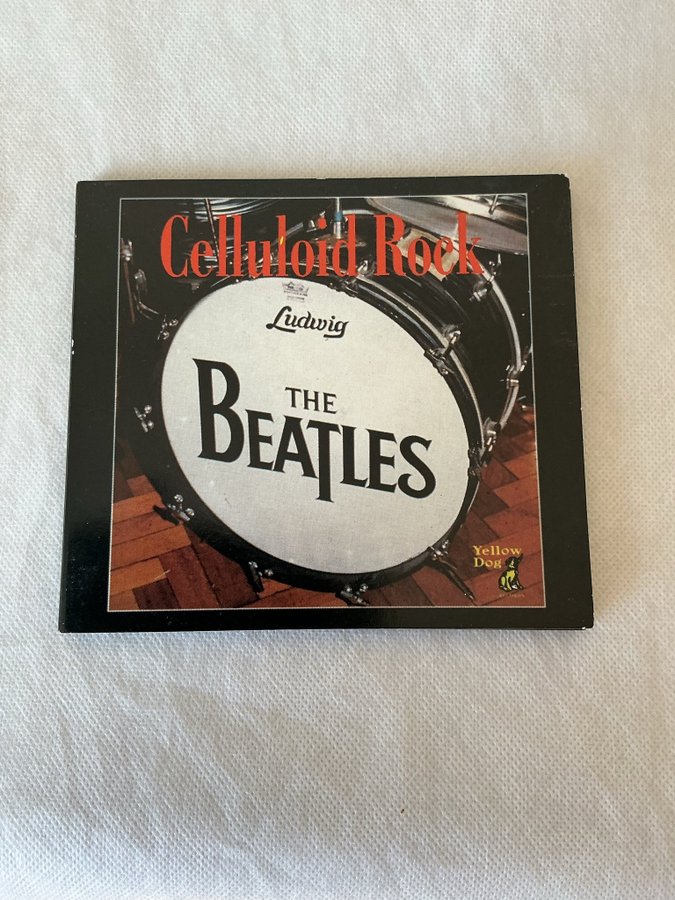 Celluloid Rock
Ludwig
THE
BEATLES
Yellow
Dog